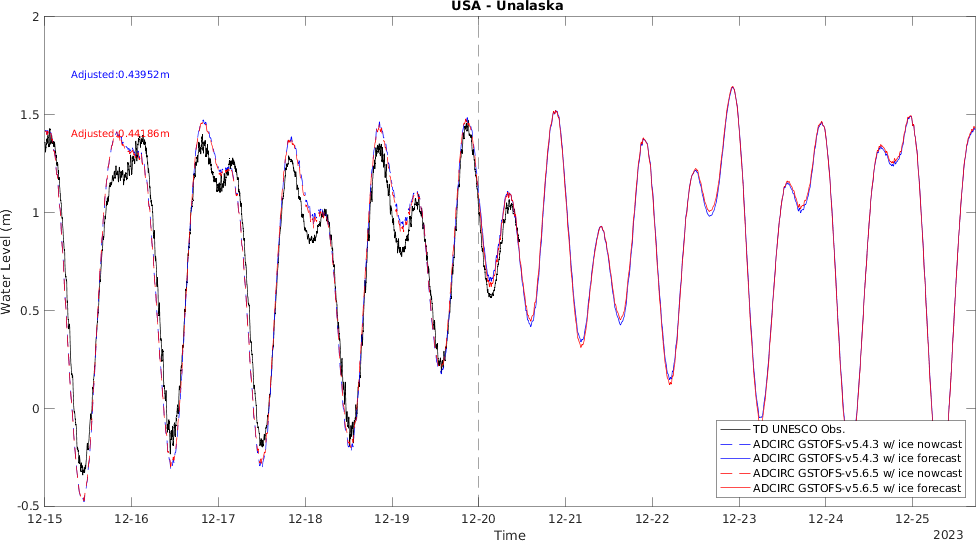 USA - Unalaska
2
1.5
1
0.5
0
-0.5
Water Level (m)
Adjusted:0.43952m
Adjusted:0.44186m
TD UNESCO Obs.
ADCIRC GSTOFS-v5.4.3 w/ ice nowcast
ADCIRC GSTOFS-v5.4.3 w/ ice forecast
ADCIRC GSTOFS-v5.6.5 w/ ice nowcast
ADCIRC GSTOFS-v5.6.5 w/ ice forecast
12-15 12-16 12-17 12-18 12-19 12-20 12-21 12-22 12-23 12-24 12-25
Time
2023